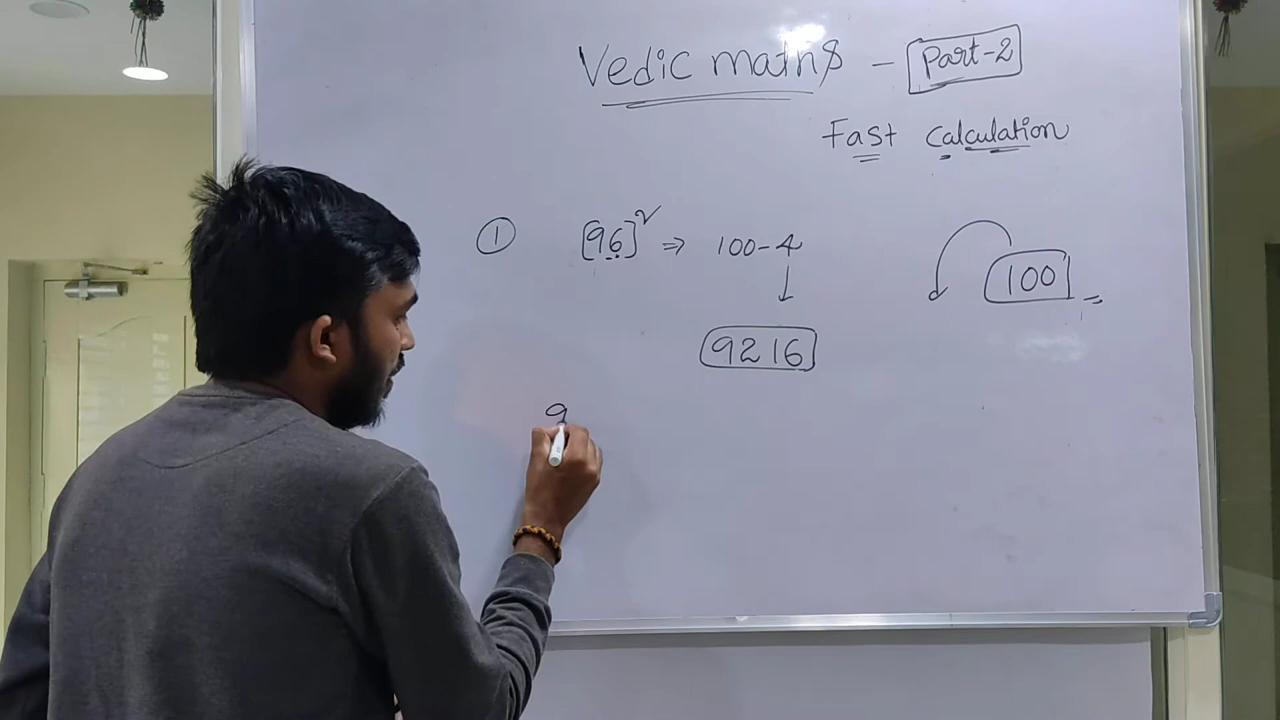 Vedic maths - Part-2
Fast calculation
① [96]² ⇒ 100-4
100
↓
9216
9